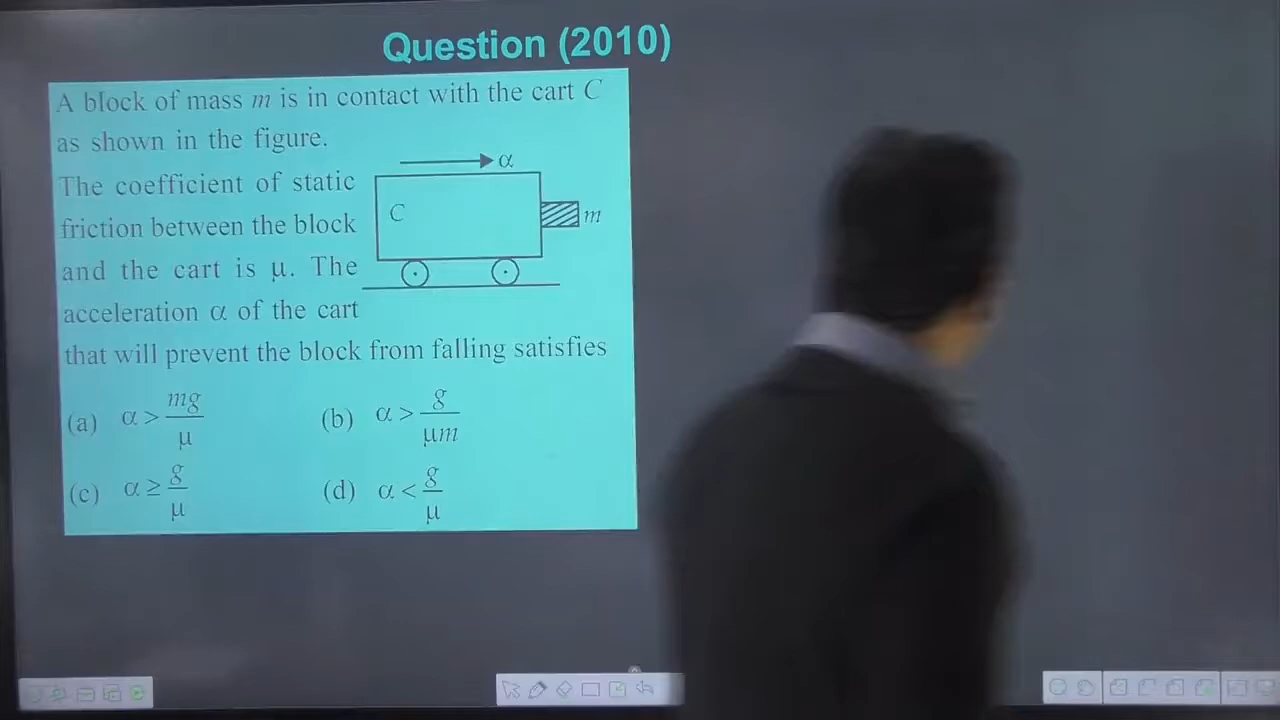 Question (2010)
A block of mass m is in contact with the cart C
as shown in the figure.
The coefficient of static
friction between the block
and the cart is μ. The
acceleration α of the cart
that will prevent the block from falling satisfies
α
C
m
(a) α > mg/μ
(b) α > g/μm
(c) α ≥ g/μ
(d) α < g/μ